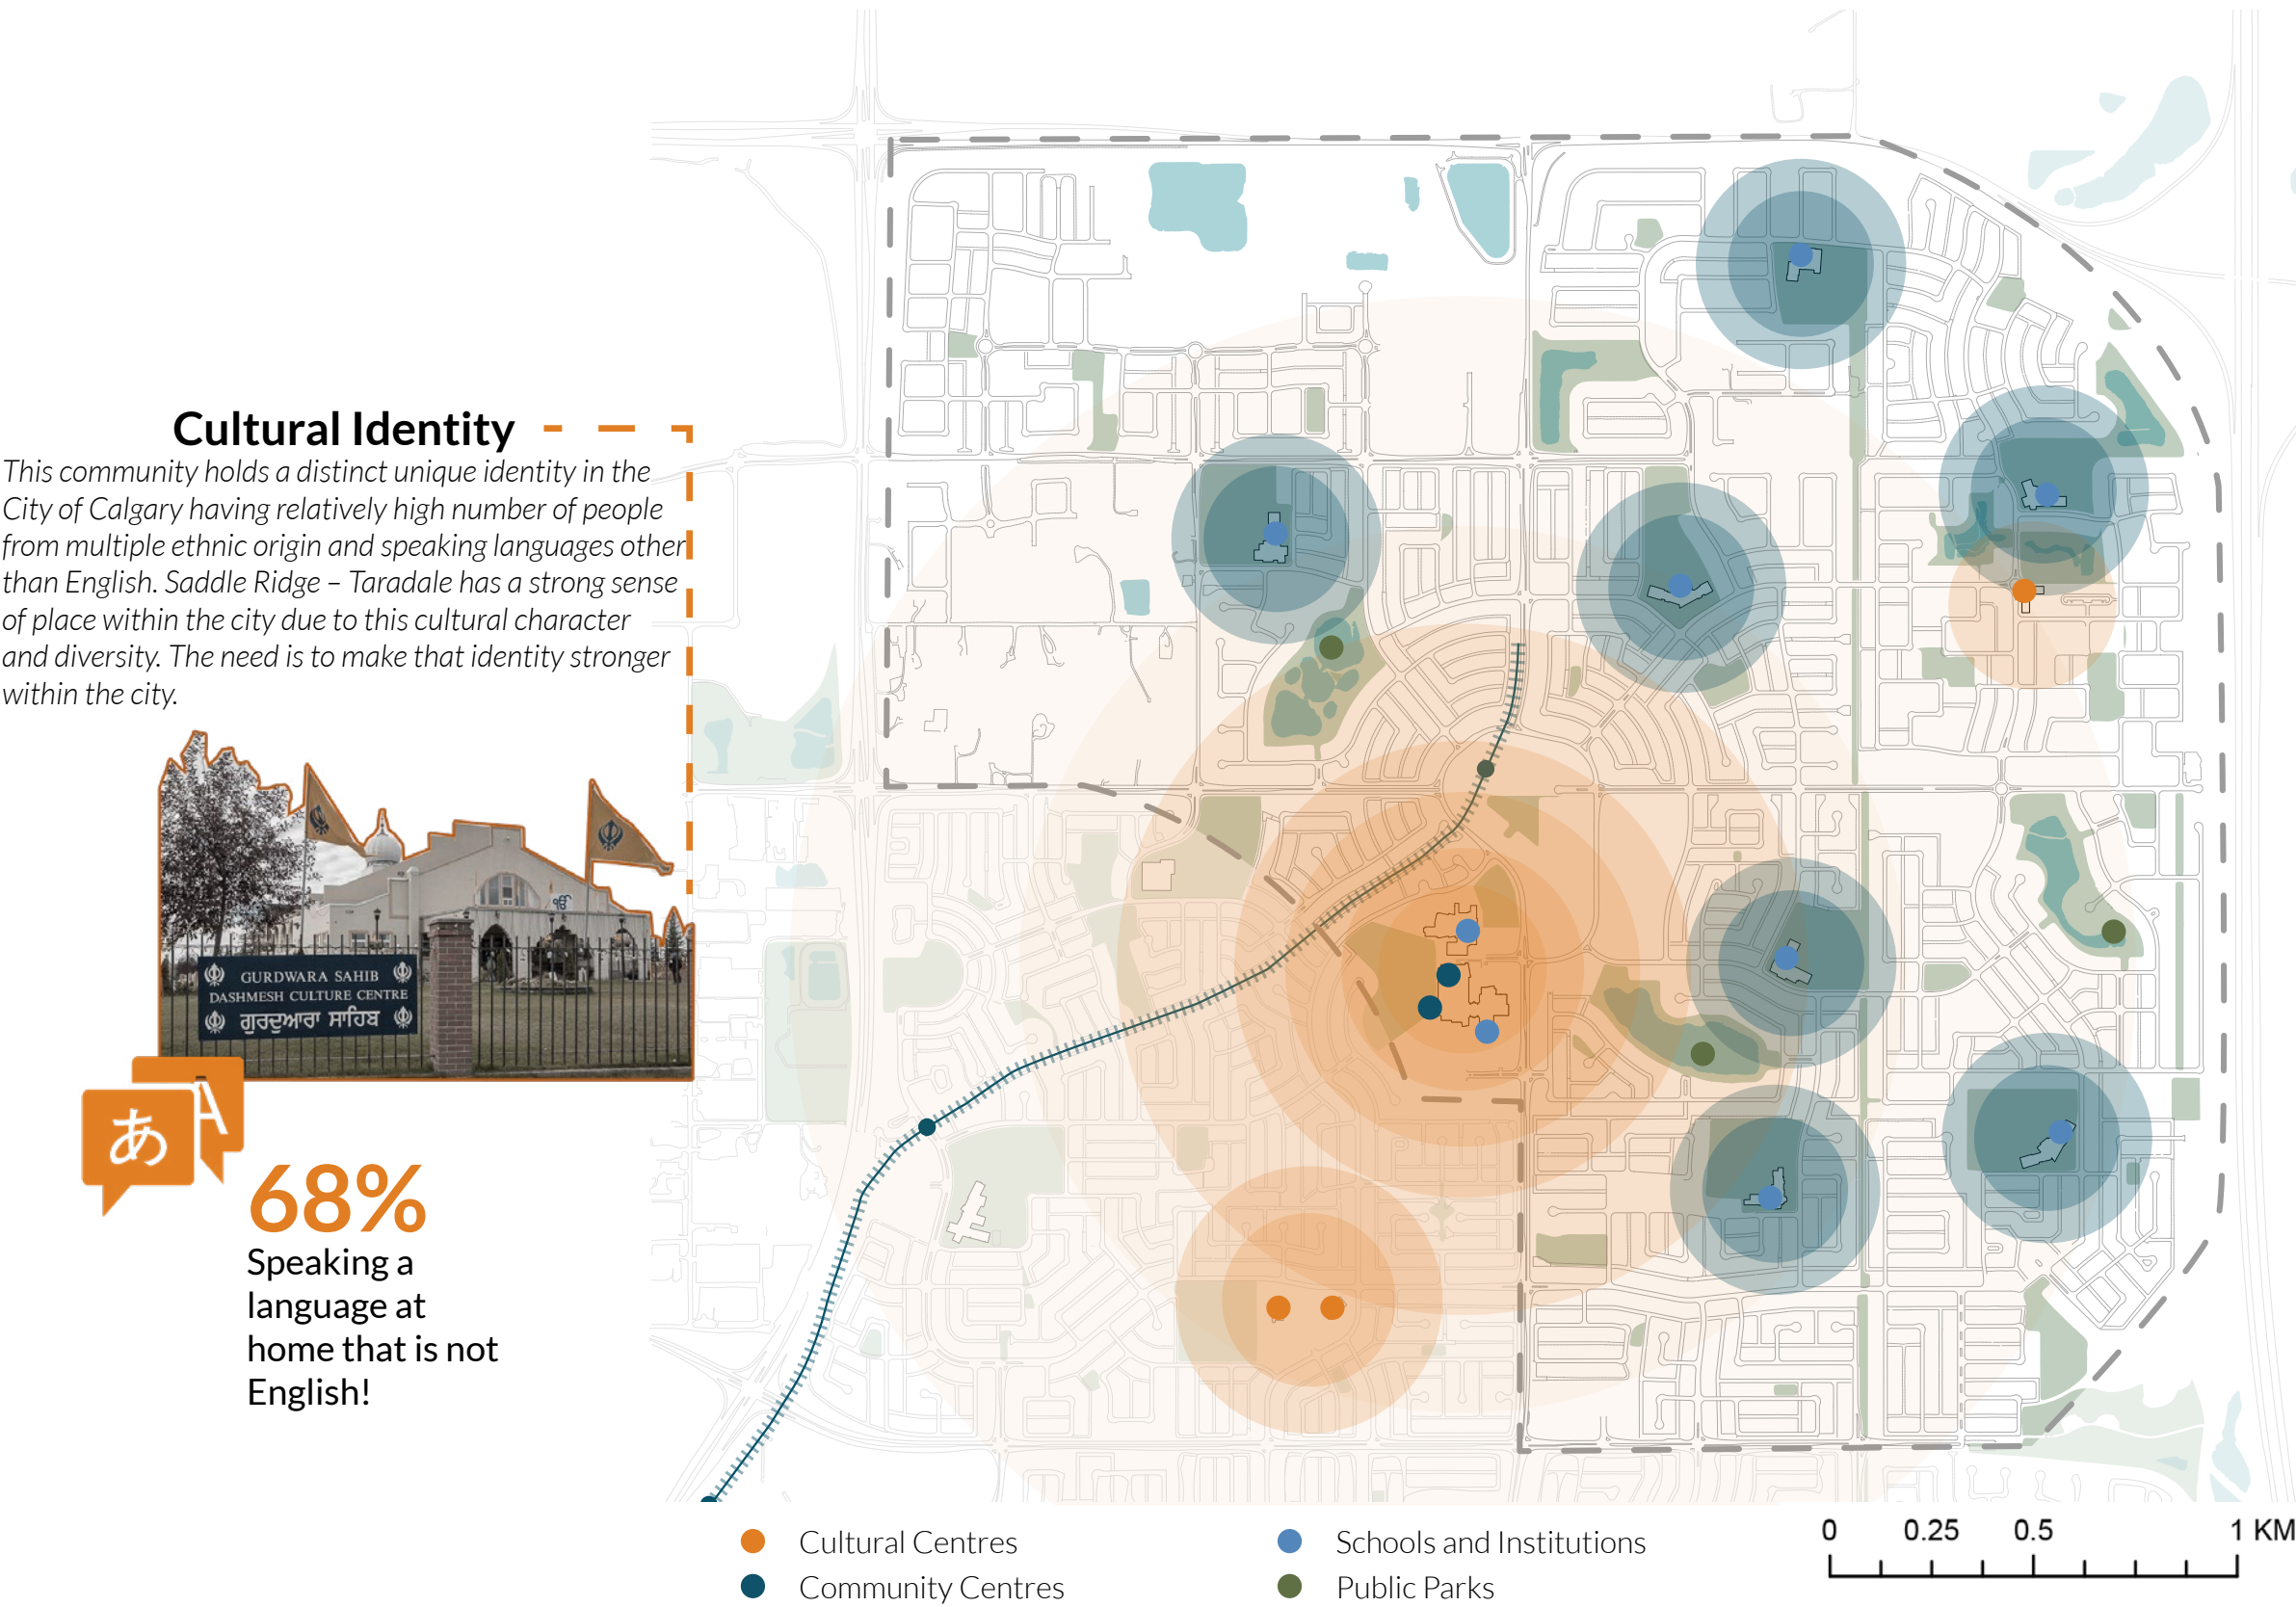 Cultural Identity
This community holds a distinct unique identity in the
City of Calgary having relatively high number of people
from multiple ethnic origin and speaking languages other
than English. Saddle Ridge – Taradale has a strong sense
of place within the city due to this cultural character
and diversity. The need is to make that identity stronger
within the city.
ੴ
GURDWARA SAHIB
DASHMESH CULTURE CENTRE
ਗੁਰਦੁਆਰਾ ਸਾਹਿਬ
あ A
68%
Speaking a
language at
home that is not
English!
Cultural Centres
Community Centres
Schools and Institutions
Public Parks
0 0.25 0.5 1 KM